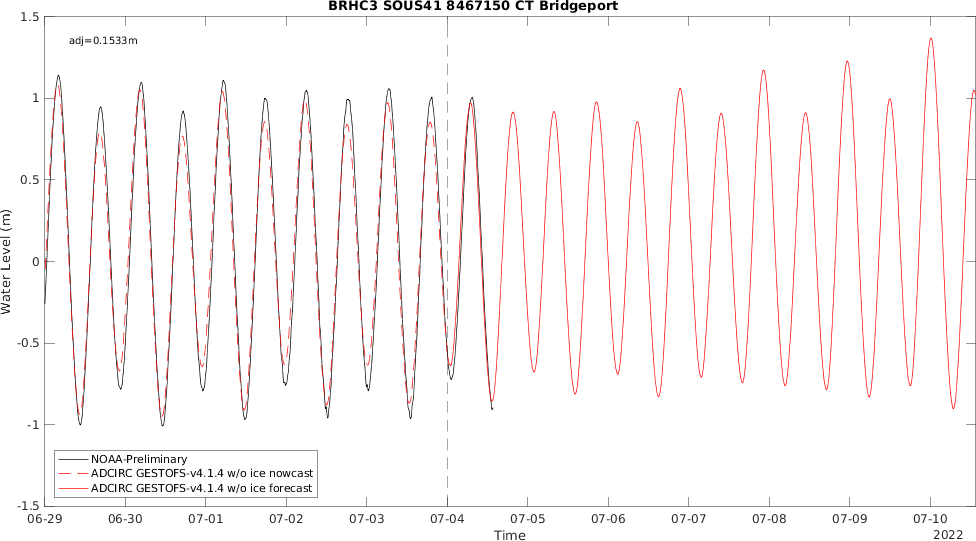 BRHC3 SOUS41 8467150 CT Bridgeport
adj=0.1533m
1.5
1
0.5
0
-0.5
-1
-1.5
Water Level (m)
NOAA-Preliminary
ADCIRC GESTOFS-v4.1.4 w/o ice nowcast
ADCIRC GESTOFS-v4.1.4 w/o ice forecast
06-29 06-30 07-01 07-02 07-03 07-04 07-05 07-06 07-07 07-08 07-09 07-10
Time
2022